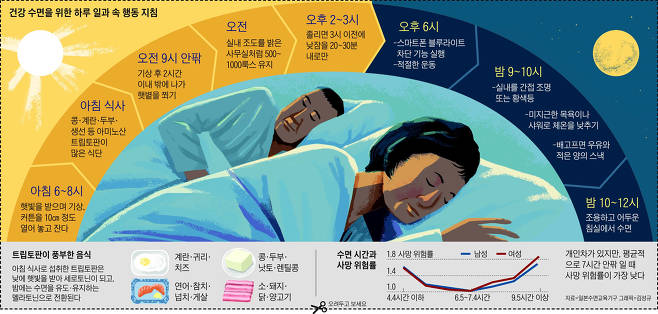 건강 수면을 위한 하루 일과 속 행동 지침
아침 6~8시
햇빛을 받으며 기상,
커튼을 10㎝ 정도
열어 놓고 잔다
아침 식사
콩·계란·두부·
생선 등 아미노산
트립토판이
많은 식단
오전 9시 안팎
기상 후 2시간
이내 밖에 나가
햇볕을 쬐기
오전
실내 조도를 밝은
사무실처럼 500~
1000룩스 유지
오후 2~3시
졸리면 3시 이전에
낮잠을 20~30분
내로만
오후 6시
-스마트폰 블루라이트
차단 기능 실행
-적절한 운동
밤 9~10시
-실내를 간접 조명
또는 황색등
-미지근한 목욕이나
샤워로 체온을 낮추기
-배고프면 우유와
적은 양의 스낵
밤 10~12시
조용하고 어두운
침실에서 수면
트립토판이 풍부한 음식
아침 식사로 섭취한 트립토판은
낮에 햇빛을 받아 세로토닌이 되고,
밤에는 수면을 유도·유지하는
멜라토닌으로 전환된다
계란·귀리·
치즈
콩·두부·
낫토·렌틸콩
연어·참치·
넙치·게살
소·돼지·
닭·양고기
수면 시간과
사망 위험률
1.8 사망 위험률
남성
여성
1.4
1.0
4.4시간 이하
6.5~7.4시간
9.5시간 이상
개인차가 있지만, 평균적
으로 7시간 안팎 일 때
사망 위험률이 가장 낮다
자료=일본수면교육기구 그래픽=김성규
오려두고 보세요